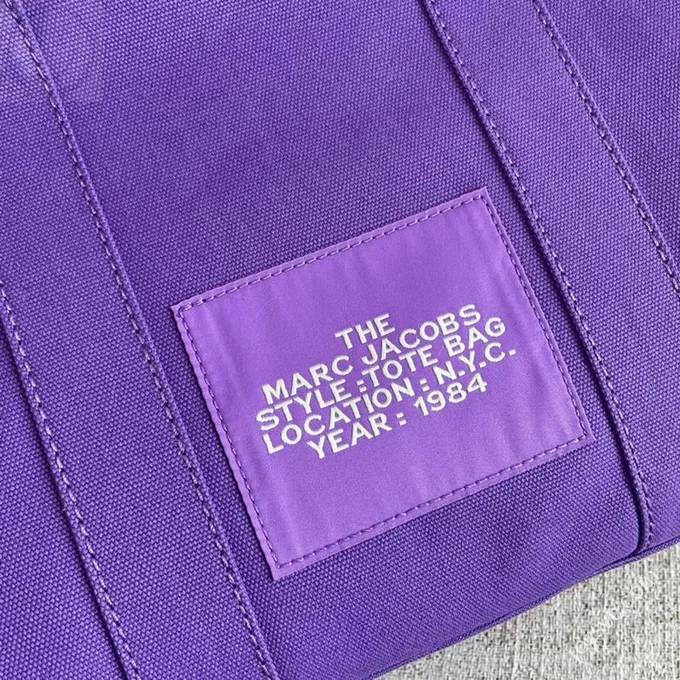 THE
MARC JACOBS
STYLE : TOTE BAG
LOCATION : N.Y.C.
YEAR : 1984